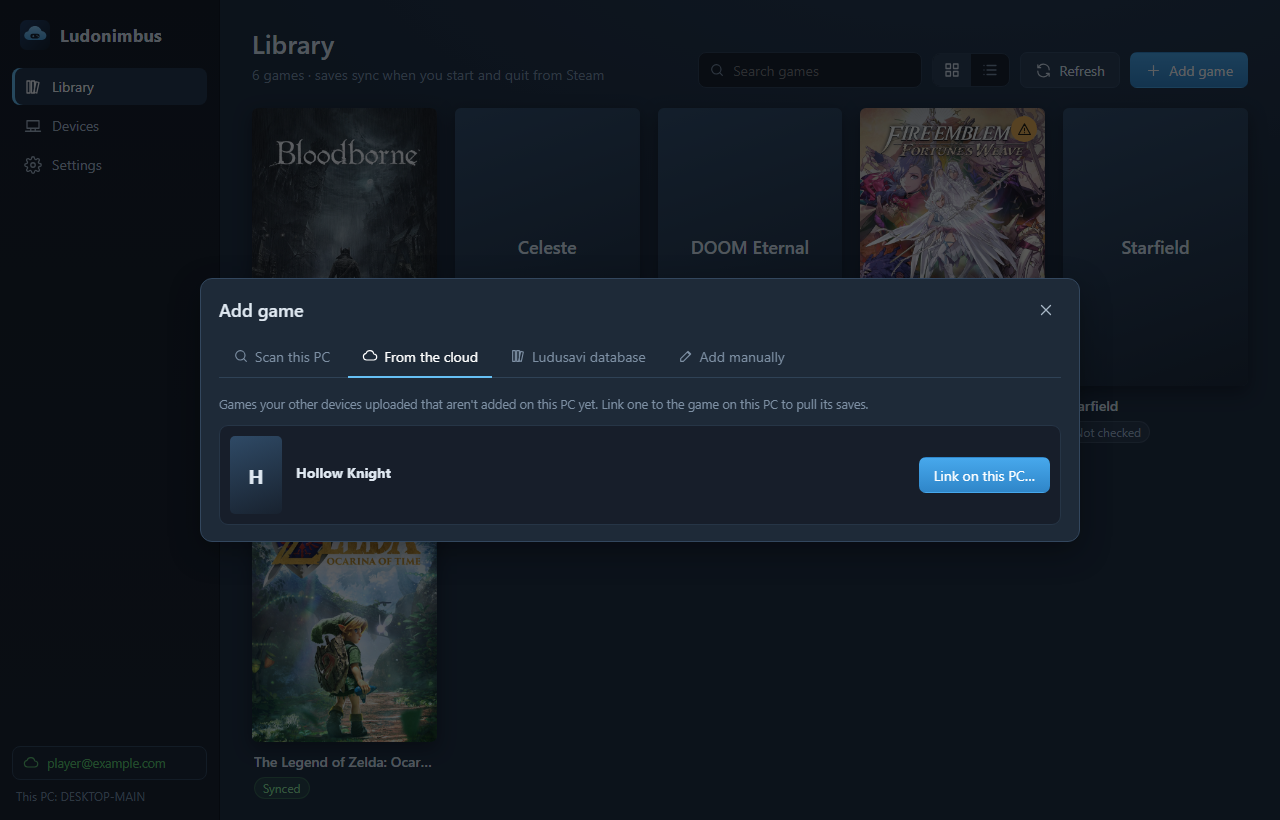 Ludonimbus
Library
Devices
Settings
player@example.com
This PC: DESKTOP-MAIN
Library
6 games · saves sync when you start and quit from Steam
Search games
Refresh
Add game
Bloodborne
Celeste
DOOM Eternal
FIRE EMBLEM
FORTUNE'S WEAVE
Starfield
Add game
Scan this PC
From the cloud
Ludusavi database
Add manually
Games your other devices uploaded that aren't added on this PC yet. Link one to the game on this PC to pull its saves.
H
Hollow Knight
Link on this PC...
arfield
Not checked
ZELDA
OCARINA OF TIME
The Legend of Zelda: Ocar...
Synced